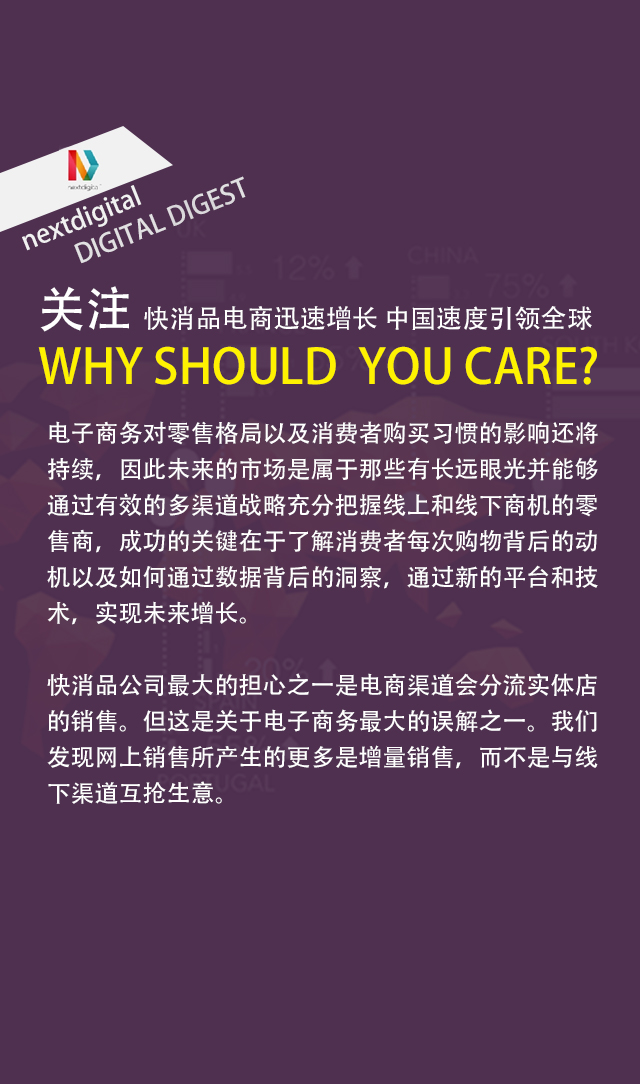 nextdigital
nextdigital
DIGITAL DIGEST
UK
12%
CHINA
75%
关注 快消品电商迅速增长 中国速度引领全球
WHY SHOULD YOU CARE?
电子商务对零售格局以及消费者购买习惯的影响还将
持续，因此未来的市场是属于那些有长远眼光并能够
通过有效的多渠道战略充分把握线上和线下商机的零
售商，成功的关键在于了解消费者每次购物背后的动
机以及如何通过数据背后的洞察，通过新的平台和技
术，实现未来增长。
20%
SPAIN
快消品公司最大的担心之一是电商渠道会分流实体店
的销售。但这是关于电子商务最大的误解之一。我们
发现网上销售所产生的更多是增量销售，而不是与线
下渠道互抢生意。
PORTUGAL